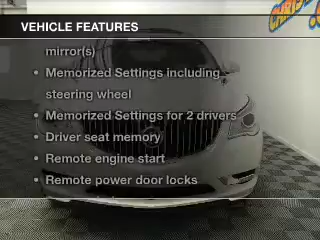 VEHICLE FEATURES
mirror(s)
• Memorized Settings including
steering wheel
• Memorized Settings for 2 drivers
• Driver seat memory
• Remote engine start
• Remote power door locks